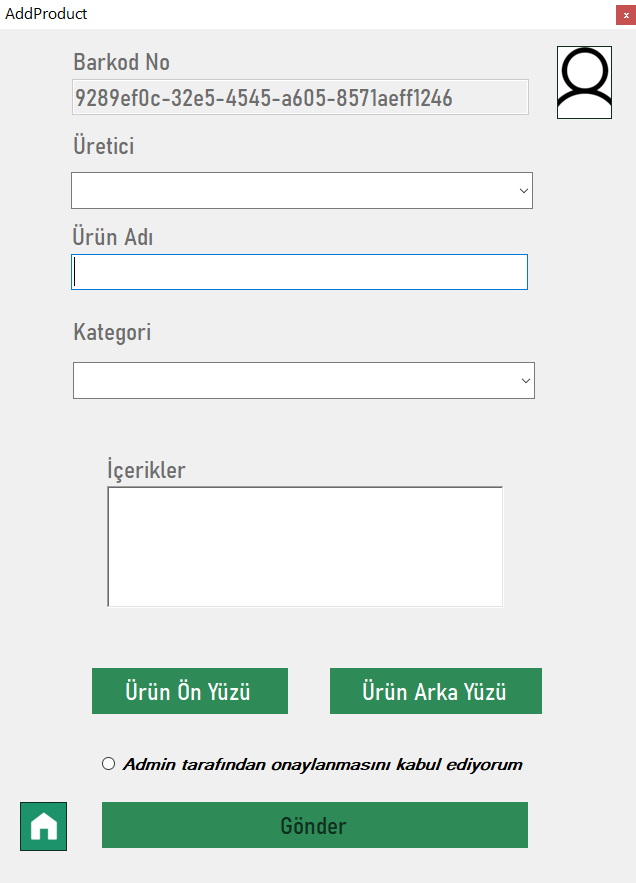 AddProduct
x
Barkod No
9289ef0c-32e5-4545-a605-8571aeff1246
Üretici
Ürün Adı
Kategori
İçerikler
Ürün Ön Yüzü
Ürün Arka Yüzü
Admin tarafından onaylanmasını kabul ediyorum
Gönder